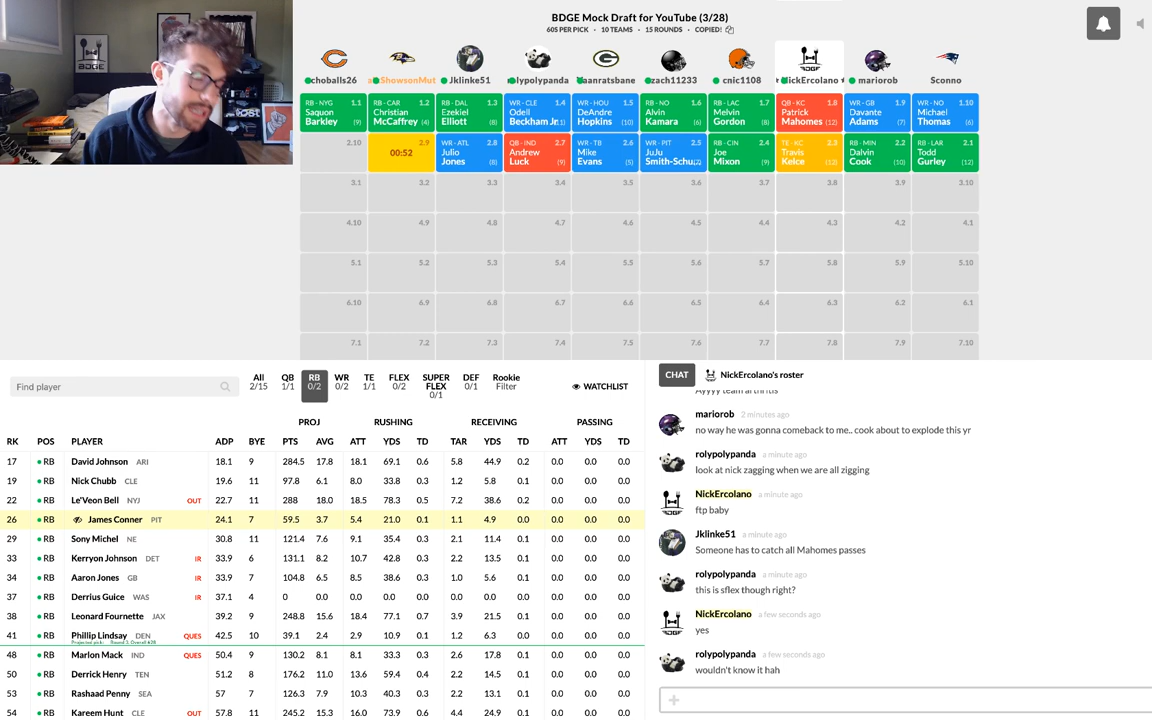 BDGE Mock Draft for YouTube (3/28)
60S PER PICK · 10 TEAMS · 15 ROUNDS · COPIED!
BDGE
choballs26
ShowsonMut
Jklinke51
olypolypanda
aanratsbane
zach11233
cnic1108
NickErcolano
mariorob
Sconno
RB - NYG 1.1 RB - CAR 1.2 RB - DAL 1.3 WR - CLE 1.4 WR - HOU 1.5 RB - NO 1.6 RB - LAC 1.7 QB - KC 1.8 WR - GB 1.9 WR - NO 1.10
Saquon Christian Ezekiel Odell DeAndre Alvin Melvin Patrick Davante Michael
Barkley (9) McCaffrey (4) Elliott (8) Beckham Jr. Hopkins (10) Kamara (6) Gordon (8) Mahomes (12) Adams (7) Thomas (6)
2.10 2.9 WR - ATL 2.8 QB - IND 2.7 WR - TB 2.6 WR - PIT 2.5 RB - CIN 2.4 TE - KC 2.3 RB - MIN 2.2 RB - LAR 2.1
00:52 Julio Andrew Mike JuJu Joe Travis Dalvin Todd
Jones (8) Luck (9) Evans (5) Smith-Schu. Mixon (9) Kelce (12) Cook (10) Gurley (12)
3.1 3.2 3.3 3.4 3.5 3.6 3.7 3.8 3.9 3.10
4.10 4.9 4.8 4.7 4.6 4.5 4.4 4.3 4.2 4.1
5.1 5.2 5.3 5.4 5.5 5.6 5.7 5.8 5.9 5.10
6.10 6.9 6.8 6.7 6.6 6.5 6.4 6.3 6.2 6.1
7.1 7.2 7.3 7.4 7.5 7.6 7.7 7.8 7.9 7.10
Find player
All QB RB WR TE FLEX SUPER FLEX DEF Rookie
2/15 1/1 0/2 0/2 1/1 0/2 0/1 0/1 Filter
WATCHLIST
PROJ RUSHING RECEIVING PASSING
RK POS PLAYER ADP BYE PTS AVG ATT YDS TD TAR YDS TD ATT YDS TD
17 RB David Johnson ARI 18.1 9 284.5 17.8 18.1 69.1 0.6 5.8 44.9 0.2 0.0 0.0 0.0
19 RB Nick Chubb CLE 19.6 11 97.8 6.1 8.0 33.8 0.3 1.2 5.8 0.1 0.0 0.0 0.0
22 RB Le'Veon Bell NYJ OUT 22.7 11 288 18.0 18.5 78.3 0.5 7.2 38.6 0.2 0.0 0.0 0.0
26 RB James Conner PIT 24.1 7 59.5 3.7 5.4 21.0 0.1 1.1 4.9 0.0 0.0 0.0 0.0
29 RB Sony Michel NE 30.8 11 121.4 7.6 9.1 35.4 0.3 2.1 11.4 0.1 0.0 0.0 0.0
33 RB Kerryon Johnson DET IR 33.9 6 131.1 8.2 10.7 42.8 0.3 2.2 13.5 0.1 0.0 0.0 0.0
34 RB Aaron Jones GB IR 33.9 7 104.8 6.5 8.5 38.6 0.3 1.0 5.6 0.1 0.0 0.0 0.0
37 RB Derrius Guice WAS IR 37.1 4 0 0.0 0.0 0.0 0.0 0.0 0.0 0.0 0.0 0.0 0.0
38 RB Leonard Fournette JAX 39.2 9 248.8 15.6 18.4 77.1 0.7 3.9 21.5 0.1 0.0 0.0 0.0
41 RB Phillip Lindsay DEN QUES 42.5 10 39.1 2.4 2.9 10.9 0.1 1.2 6.3 0.0 0.0 0.0 0.0
Projected pick: Round 3, Overall #28
48 RB Marlon Mack IND QUES 50.4 9 130.2 8.1 8.1 33.3 0.3 2.6 17.8 0.1 0.0 0.0 0.0
50 RB Derrick Henry TEN 51.2 8 176.2 11.0 13.6 59.4 0.4 2.2 14.5 0.1 0.0 0.0 0.0
53 RB Rashaad Penny SEA 57 7 126.3 7.9 10.3 40.3 0.3 2.2 13.1 0.1 0.0 0.0 0.0
54 RB Kareem Hunt CLE OUT 57.8 11 245.2 15.3 16.0 73.9 0.6 4.4 24.9 0.1 0.0 0.0 0.0
CHAT NickErcolano's roster
Ayyyy team arthritis
mariorob 2 minutes ago
no way he was gonna comeback to me.. cook about to explode this yr
rolypolypanda a minute ago
look at nick zagging when we are all zigging
NickErcolano a minute ago
ftp baby
Jklinke51 a minute ago
Someone has to catch all Mahomes passes
rolypolypanda a minute ago
this is sflex though right?
NickErcolano a few seconds ago
yes
rolypolypanda a few seconds ago
wouldn't know it hah